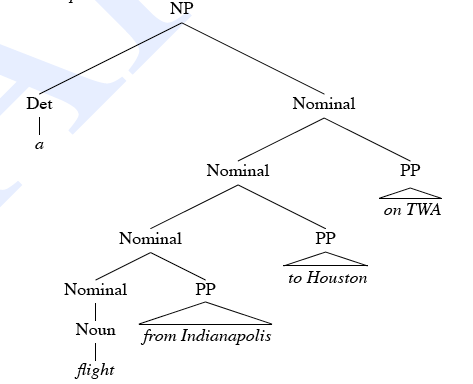 NP
Det Nominal
a
Nominal PP
on TWA
Nominal PP
to Houston
Nominal PP
Noun
from Indianapolis
flight